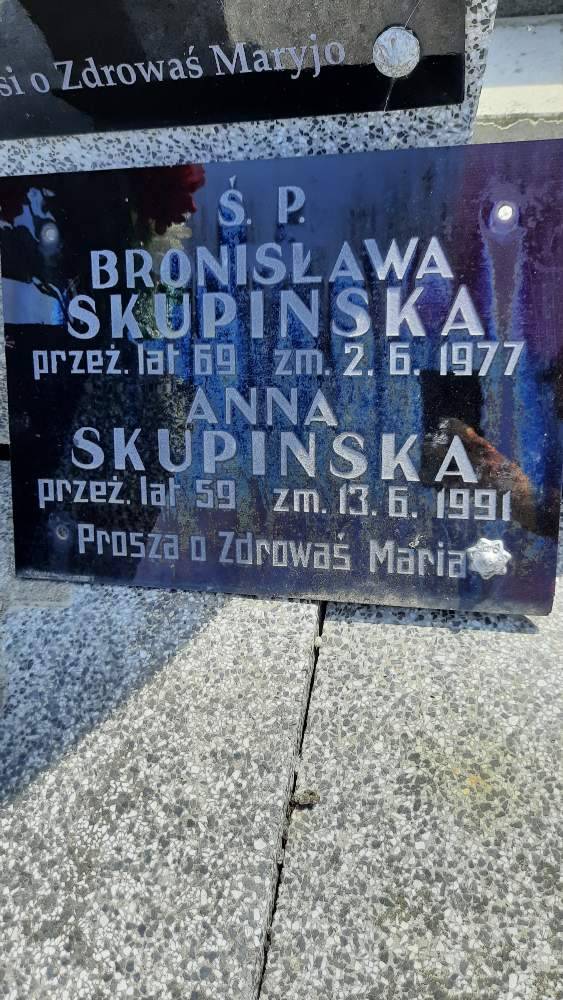 si o Zdrowaś Maryjo
Ś. P.
BRONISŁAWA
SKUPINSKA
przeż. lat 69 zm. 2. 6. 1977
ANNA
SKUPINSKA
przeż. lat 59 zm. 13. 6. 1991
Prosza o Zdrowaś Maria